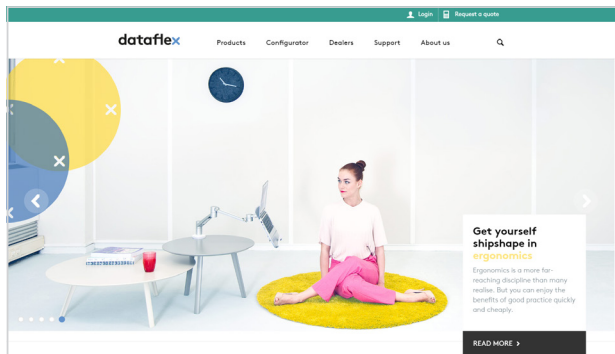 Login Request a quote
dataflex Products Configurator Dealers Support About us
Get yourself
shipshape in
ergonomics
Ergonomics is a more far-
reaching discipline than many
realise. But you can enjoy the
benefits of good practice quickly
and cheaply.
READ MORE >